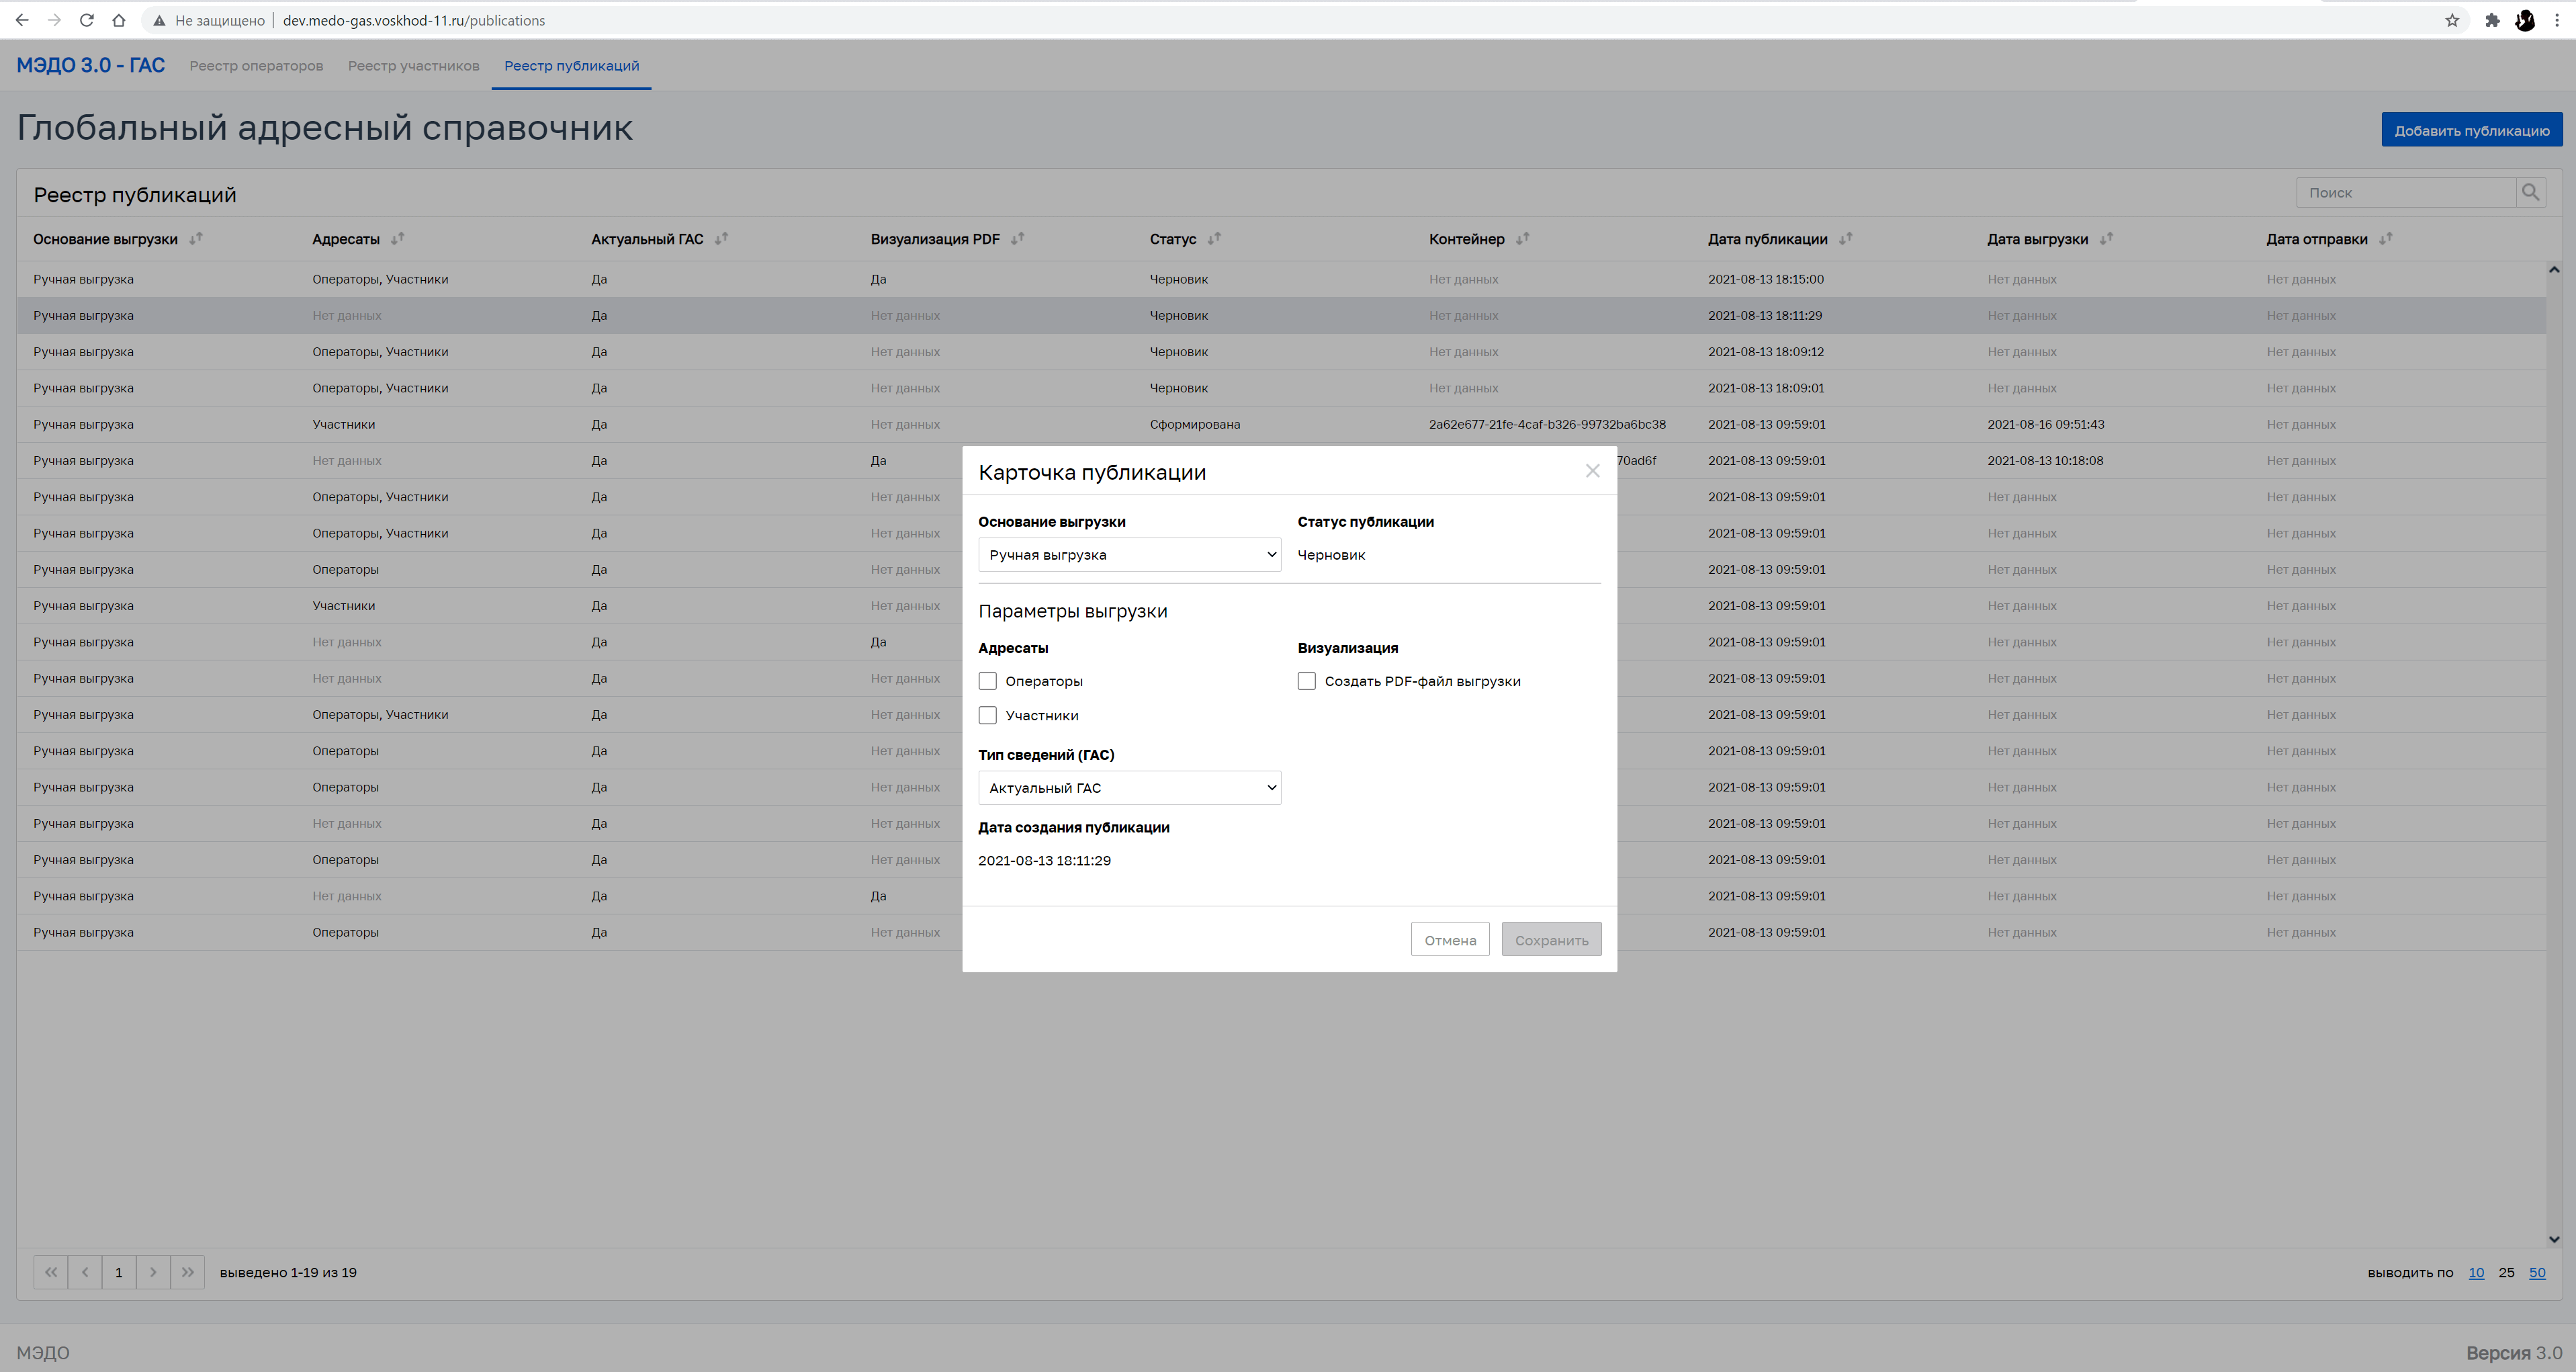 Не защищено | dev.medo-gas.voskhod-11.ru/publications
МЭДО 3.0 - ГАС Реестр операторов Реестр участников Реестр публикаций
Глобальный адресный справочник Добавить публикацию
Реестр публикаций Поиск
Основание выгрузки Адресаты Актуальный ГАС Визуализация PDF Статус Контейнер Дата публикации Дата выгрузки Дата отправки
Ручная выгрузка Операторы, Участники Да Да Черновик Нет данных 2021-08-13 18:15:00 Нет данных Нет данных
Ручная выгрузка Нет данных Да Нет данных Черновик Нет данных 2021-08-13 18:11:29 Нет данных Нет данных
Ручная выгрузка Операторы, Участники Да Нет данных Черновик Нет данных 2021-08-13 18:09:12 Нет данных Нет данных
Ручная выгрузка Операторы, Участники Да Нет данных Черновик Нет данных 2021-08-13 18:09:01 Нет данных Нет данных
Ручная выгрузка Участники Да Нет данных Сформирована 2a62e677-21fe-4caf-b326-99732ba6bc38 2021-08-13 09:59:01 2021-08-16 09:51:43 Нет данных
Ручная выгрузка Нет данных Да Да 70ad6f 2021-08-13 09:59:01 2021-08-13 10:18:08 Нет данных
Ручная выгрузка Операторы, Участники Да Нет данных 2021-08-13 09:59:01 Нет данных Нет данных
Ручная выгрузка Операторы, Участники Да Нет данных 2021-08-13 09:59:01 Нет данных Нет данных
Ручная выгрузка Операторы Да Нет данных 2021-08-13 09:59:01 Нет данных Нет данных
Ручная выгрузка Участники Да Нет данных 2021-08-13 09:59:01 Нет данных Нет данных
Ручная выгрузка Нет данных Да Да 2021-08-13 09:59:01 Нет данных Нет данных
Ручная выгрузка Нет данных Да Нет данных 2021-08-13 09:59:01 Нет данных Нет данных
Ручная выгрузка Операторы, Участники Да Нет данных 2021-08-13 09:59:01 Нет данных Нет данных
Ручная выгрузка Операторы Да Нет данных 2021-08-13 09:59:01 Нет данных Нет данных
Ручная выгрузка Операторы Да Нет данных 2021-08-13 09:59:01 Нет данных Нет данных
Ручная выгрузка Нет данных Да Нет данных 2021-08-13 09:59:01 Нет данных Нет данных
Ручная выгрузка Операторы Да Нет данных 2021-08-13 09:59:01 Нет данных Нет данных
Ручная выгрузка Нет данных Да Да 2021-08-13 09:59:01 Нет данных Нет данных
Ручная выгрузка Операторы Да Нет данных 2021-08-13 09:59:01 Нет данных Нет данных
Карточка публикации
Основание выгрузки Статус публикации
Ручная выгрузка Черновик
Параметры выгрузки
Адресаты Визуализация
Операторы Создать PDF-файл выгрузки
Участники
Тип сведений (ГАС)
Актуальный ГАС
Дата создания публикации
2021-08-13 18:11:29
Отмена Сохранить
1 выведено 1-19 из 19 выводить по 10 25 50
МЭДО Версия 3.0